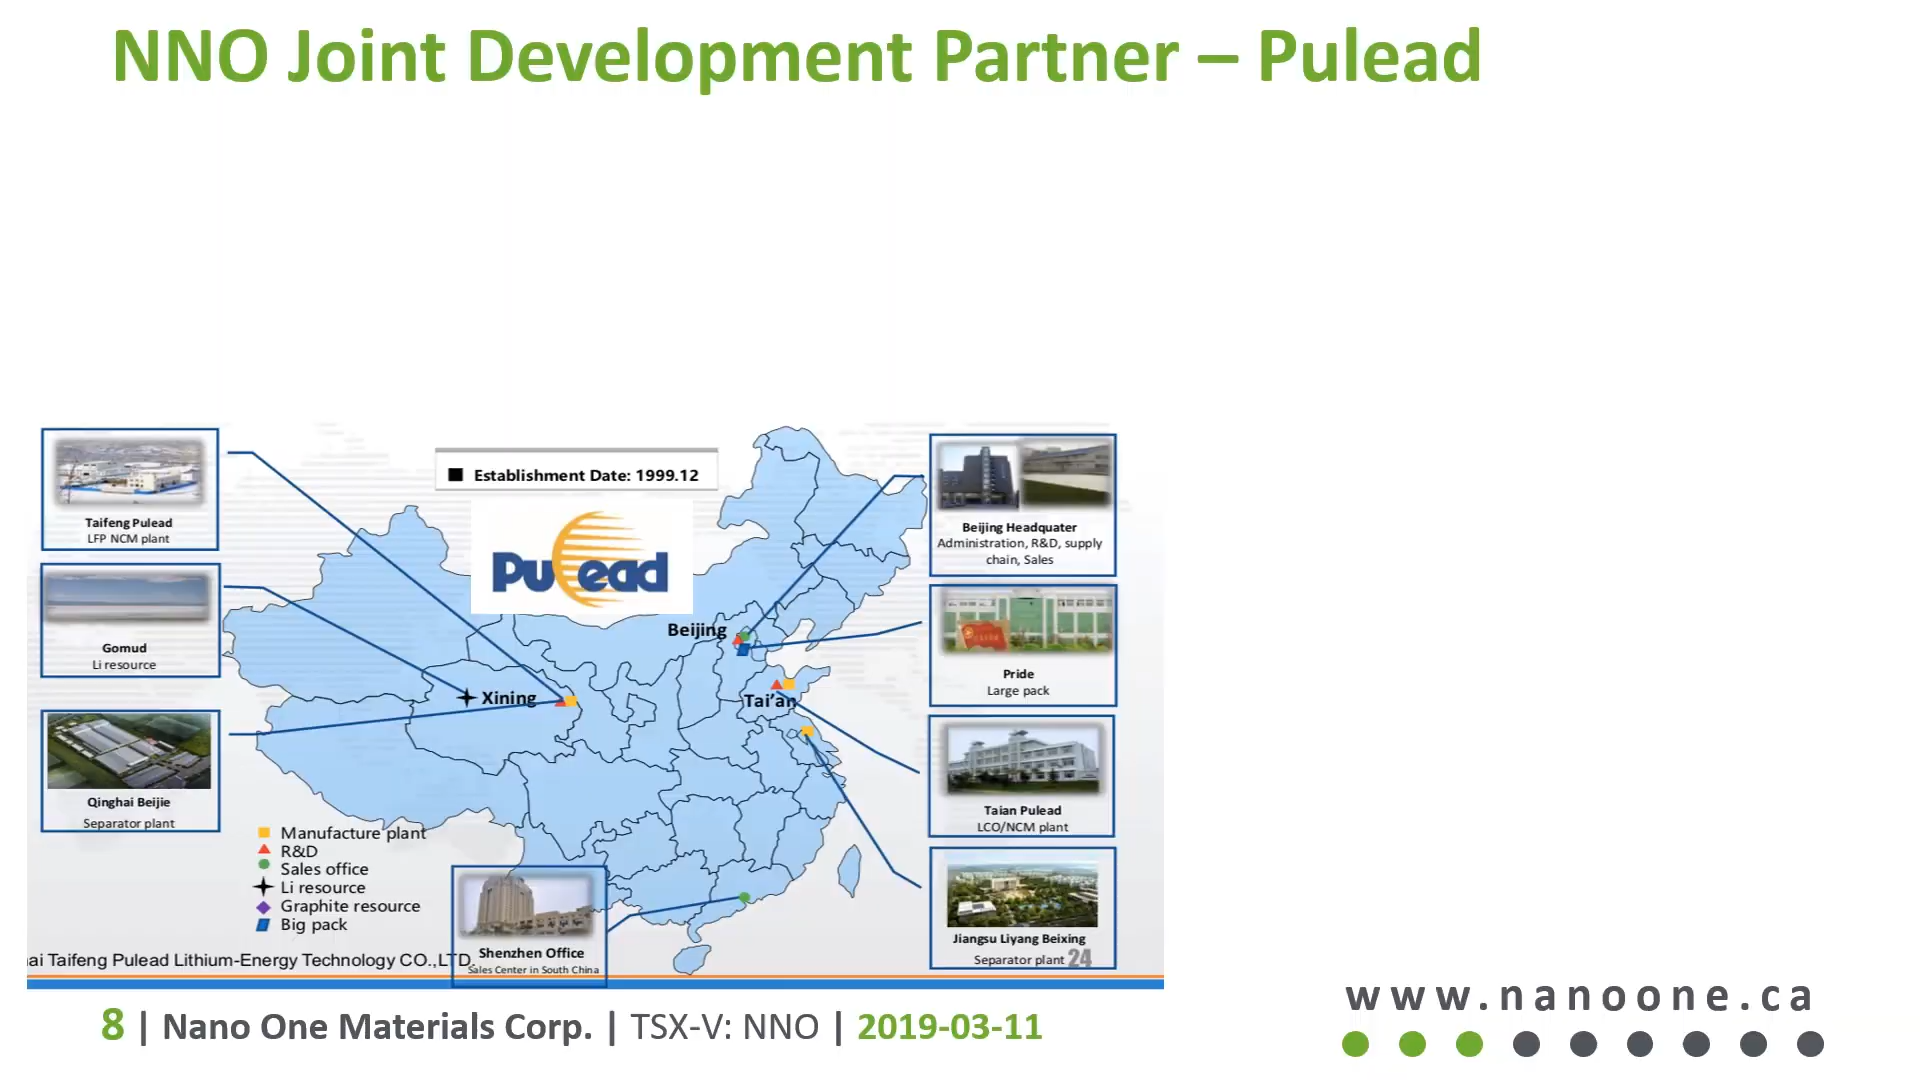 NNO Joint Development Partner – Pulead
Establishment Date: 1999.12
Pulead
Taifeng Pulead
LFP NCM plant
Gomud
Li resource
Qinghai Beijie
Separator plant
Beijing
Xining
Tai’an
Beijing Headquater
Administration, R&D, supply
chain, Sales
Pride
Large pack
Taian Pulead
LCO/NCM plant
Jiangsu Liyang Beixing
Separator plant
24
Manufacture plant
R&D
Sales office
Li resource
Graphite resource
Big pack
Shenzhen Office
Sales Center in South China
ai Taifeng Pulead Lithium-Energy Technology CO.,LTD.
8 | Nano One Materials Corp. | TSX-V: NNO | 2019-03-11
www.nanoone.ca